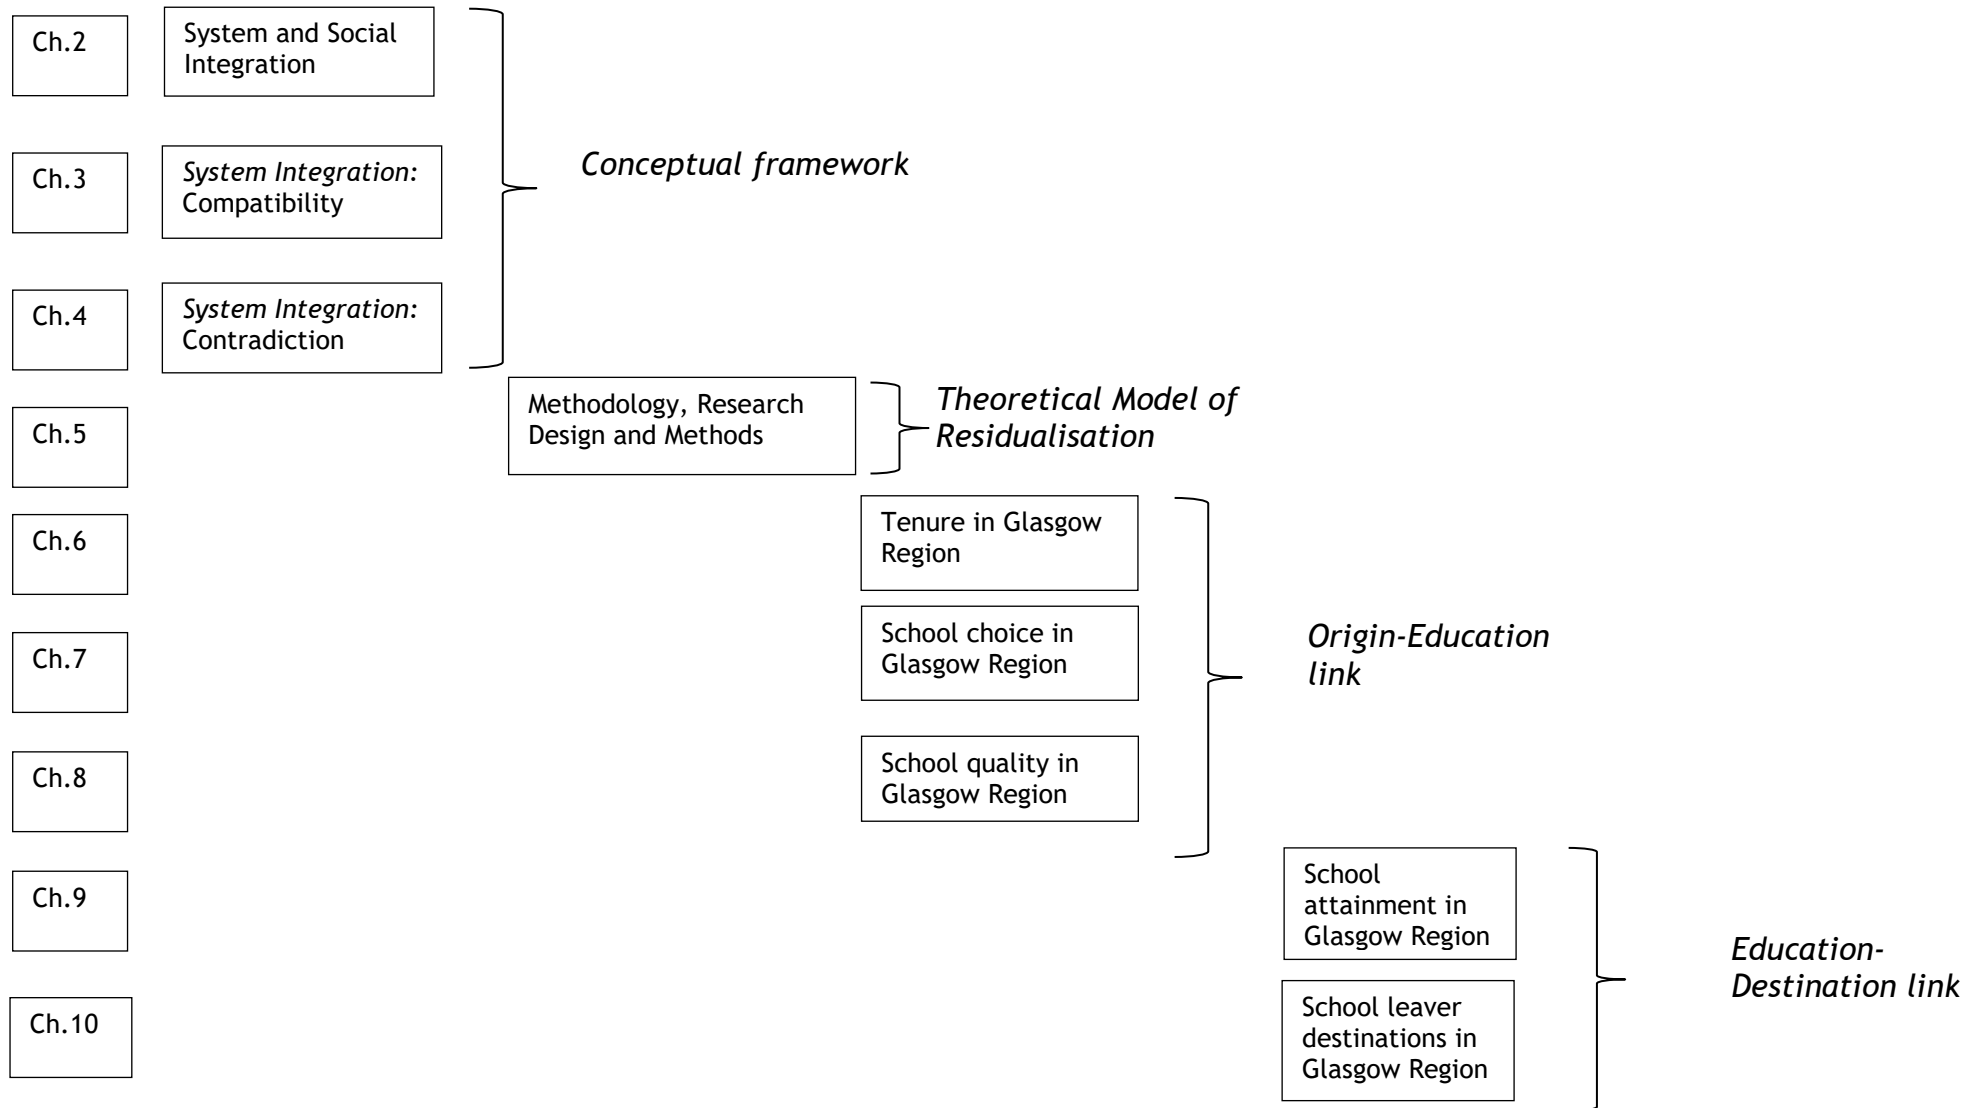 Ch.2
System and Social
Integration
Ch.3
System Integration:
Compatibility
Conceptual framework
Ch.4
System Integration:
Contradiction
Ch.5
Methodology, Research
Design and Methods
Theoretical Model of
Residualisation
Ch.6
Tenure in Glasgow
Region
Ch.7
School choice in
Glasgow Region
Origin-Education
link
Ch.8
School quality in
Glasgow Region
Ch.9
School
attainment in
Glasgow Region
Education-
Destination link
Ch.10
School leaver
destinations in
Glasgow Region